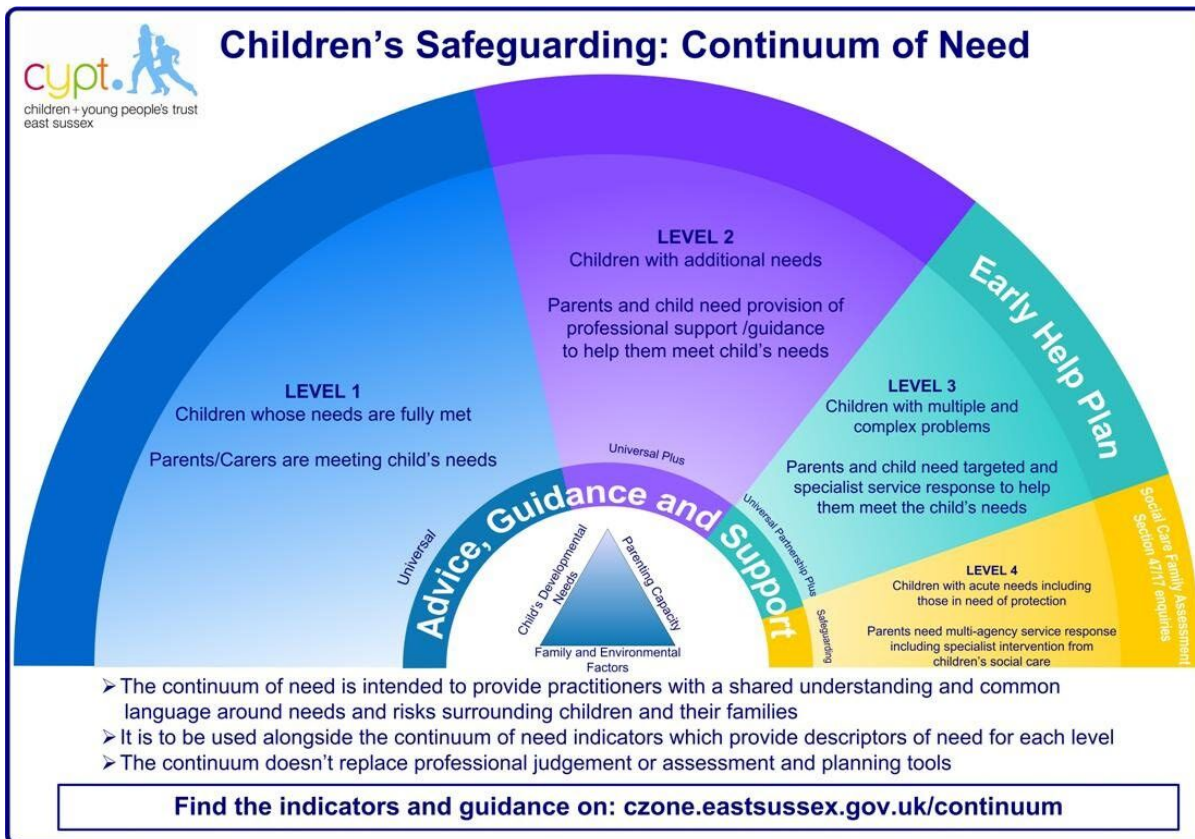 cypt.
children + young people's trust
east sussex
Children's Safeguarding: Continuum of Need
LEVEL 1
Children whose needs are fully met
Parents/Carers are meeting child's needs
LEVEL 2
Children with additional needs
Parents and child need provision of
professional support /guidance
to help them meet child's needs
LEVEL 3
Children with multiple and
complex problems
Parents and child need targeted and
specialist service response to help
them meet the child's needs
Early Help Plan
LEVEL 4
Children with acute needs including
those in need of protection
Parents need multi-agency service response
including specialist intervention from
children's social care
Social Care Family Assessment
Section 47/17 enquiries
Universal
Universal Plus
Universal Partnership Plus
Safeguarding
Advice, Guidance and Support
Child's Developmental
Needs
Parenting Capacity
Family and Environmental
Factors
➢ The continuum of need is intended to provide practitioners with a shared understanding and common
language around needs and risks surrounding children and their families
➢ It is to be used alongside the continuum of need indicators which provide descriptors of need for each level
➢ The continuum doesn't replace professional judgement or assessment and planning tools
Find the indicators and guidance on: czone.eastsussex.gov.uk/continuum